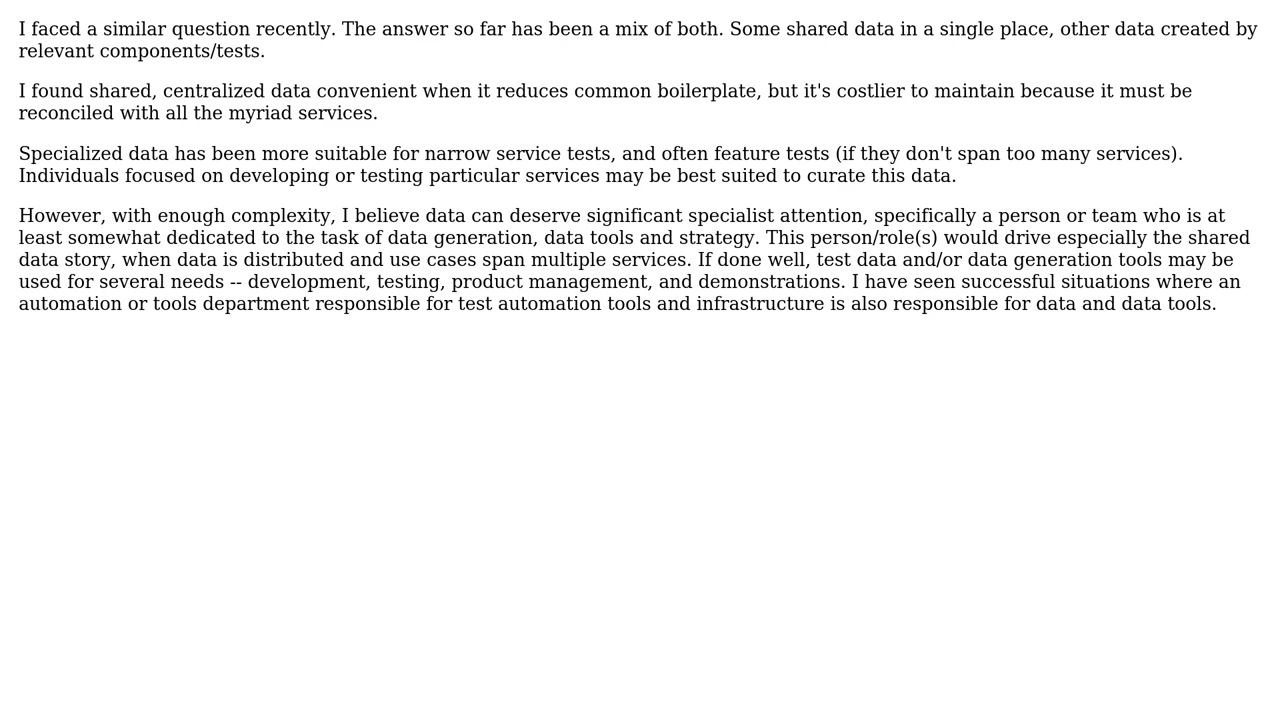 I faced a similar question recently. The answer so far has been a mix of both. Some shared data in a single place, other data created by
relevant components/tests.
I found shared, centralized data convenient when it reduces common boilerplate, but it's costlier to maintain because it must be
reconciled with all the myriad services.
Specialized data has been more suitable for narrow service tests, and often feature tests (if they don't span too many services).
Individuals focused on developing or testing particular services may be best suited to curate this data.
However, with enough complexity, I believe data can deserve significant specialist attention, specifically a person or team who is at
least somewhat dedicated to the task of data generation, data tools and strategy. This person/role(s) would drive especially the shared
data story, when data is distributed and use cases span multiple services. If done well, test data and/or data generation tools may be
used for several needs -- development, testing, product management, and demonstrations. I have seen successful situations where an
automation or tools department responsible for test automation tools and infrastructure is also responsible for data and data tools.